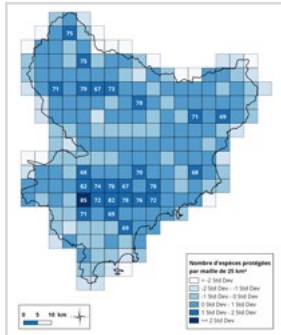 75
75
71 79 67 73
78
71 69
68 70 68
82 74 70 67 70
85 72 82 78 76 72
71 69
69
Nombre d'espèces protégées
par maille de 25 km²
< -2 Std Dev
-2 Std Dev - -1 Std Dev
-1 Std Dev - 0 Std Dev
0 Std Dev - 1 Std Dev
1 Std Dev - 2 Std Dev
>= 2 Std Dev
0 5 10 km